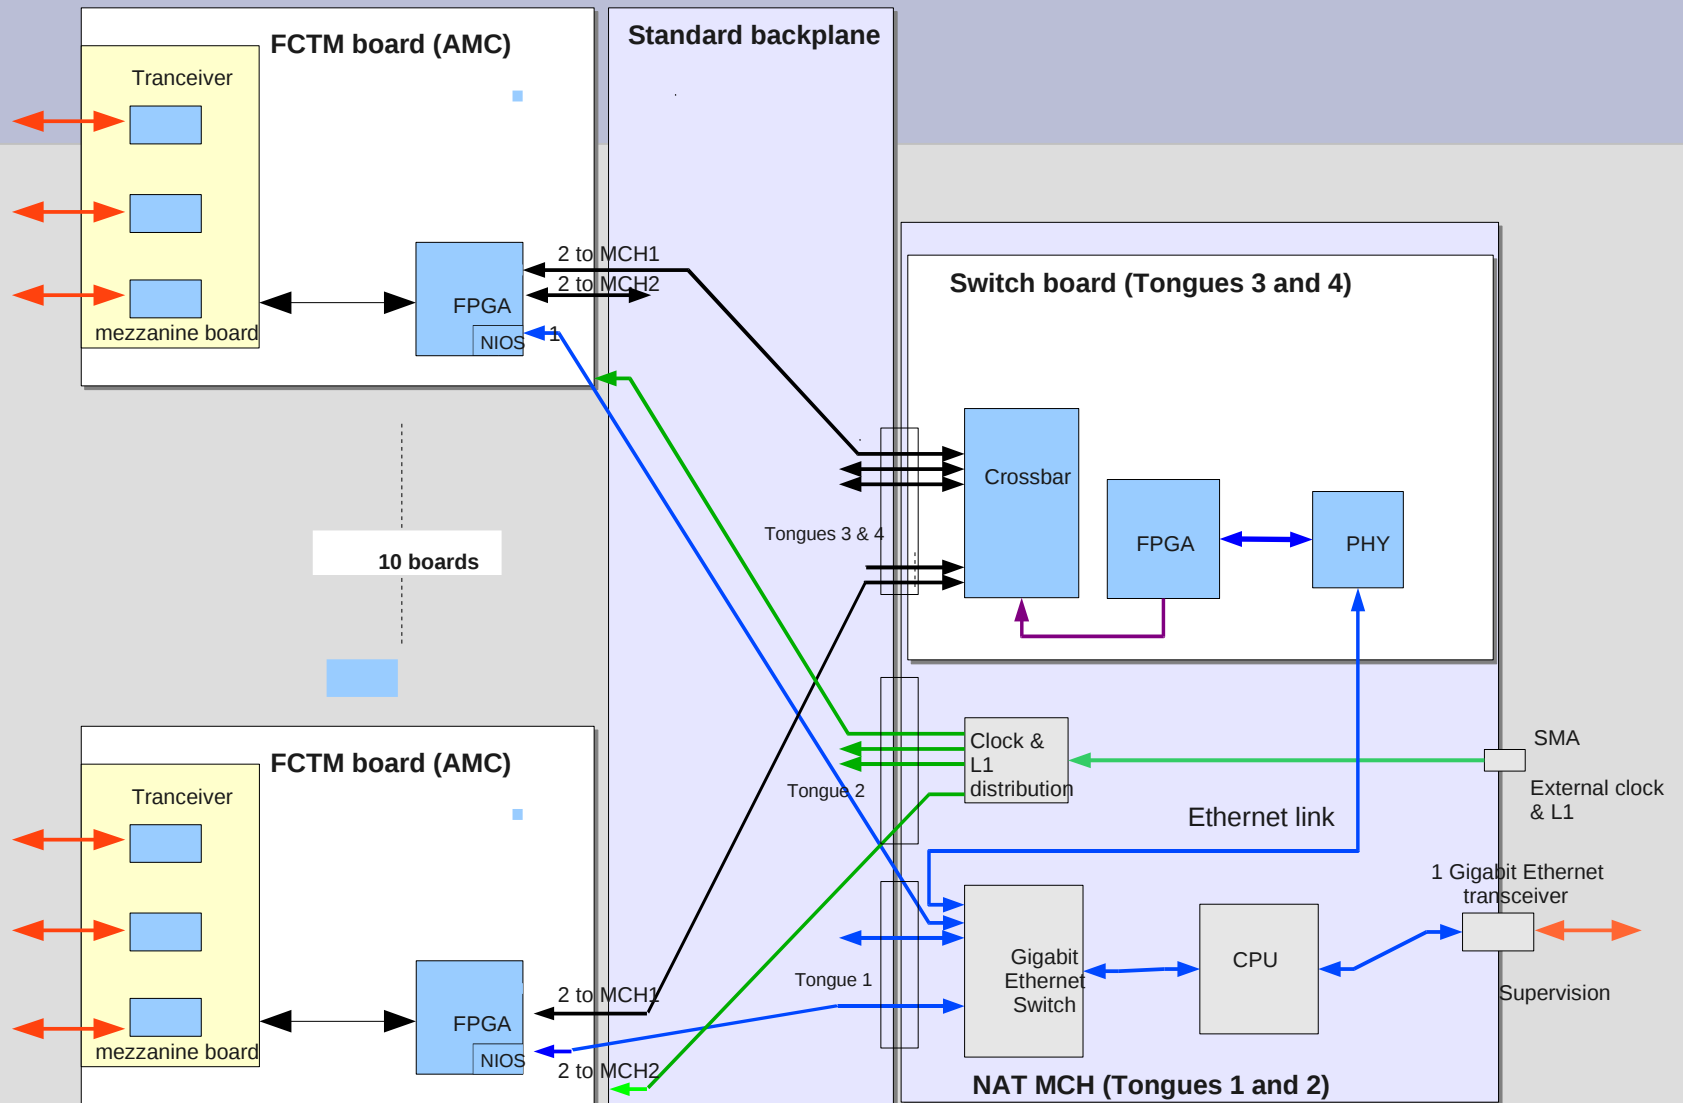 FCTM board (AMC)
Standard backplane
Tranceiver
mezzanine board
FPGA
NIOS
2 to MCH1
2 to MCH2
1
Switch board (Tongues 3 and 4)
Crossbar
FPGA
PHY
Tongues 3 & 4
10 boards
Clock &
L1
distribution
Tongue 2
SMA
External clock
& L1
Ethernet link
1 Gigabit Ethernet
transceiver
Gigabit
Ethernet
Switch
CPU
Tongue 1
Supervision
NAT MCH (Tongues 1 and 2)
FCTM board (AMC)
Tranceiver
mezzanine board
FPGA
NIOS
2 to MCH1
2 to MCH2